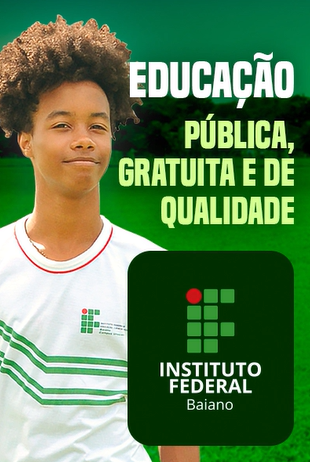 EDUCAÇÃO
PÚBLICA,
GRATUITA E DE
QUALIDADE
INSTITUTO
FEDERAL
Baiano